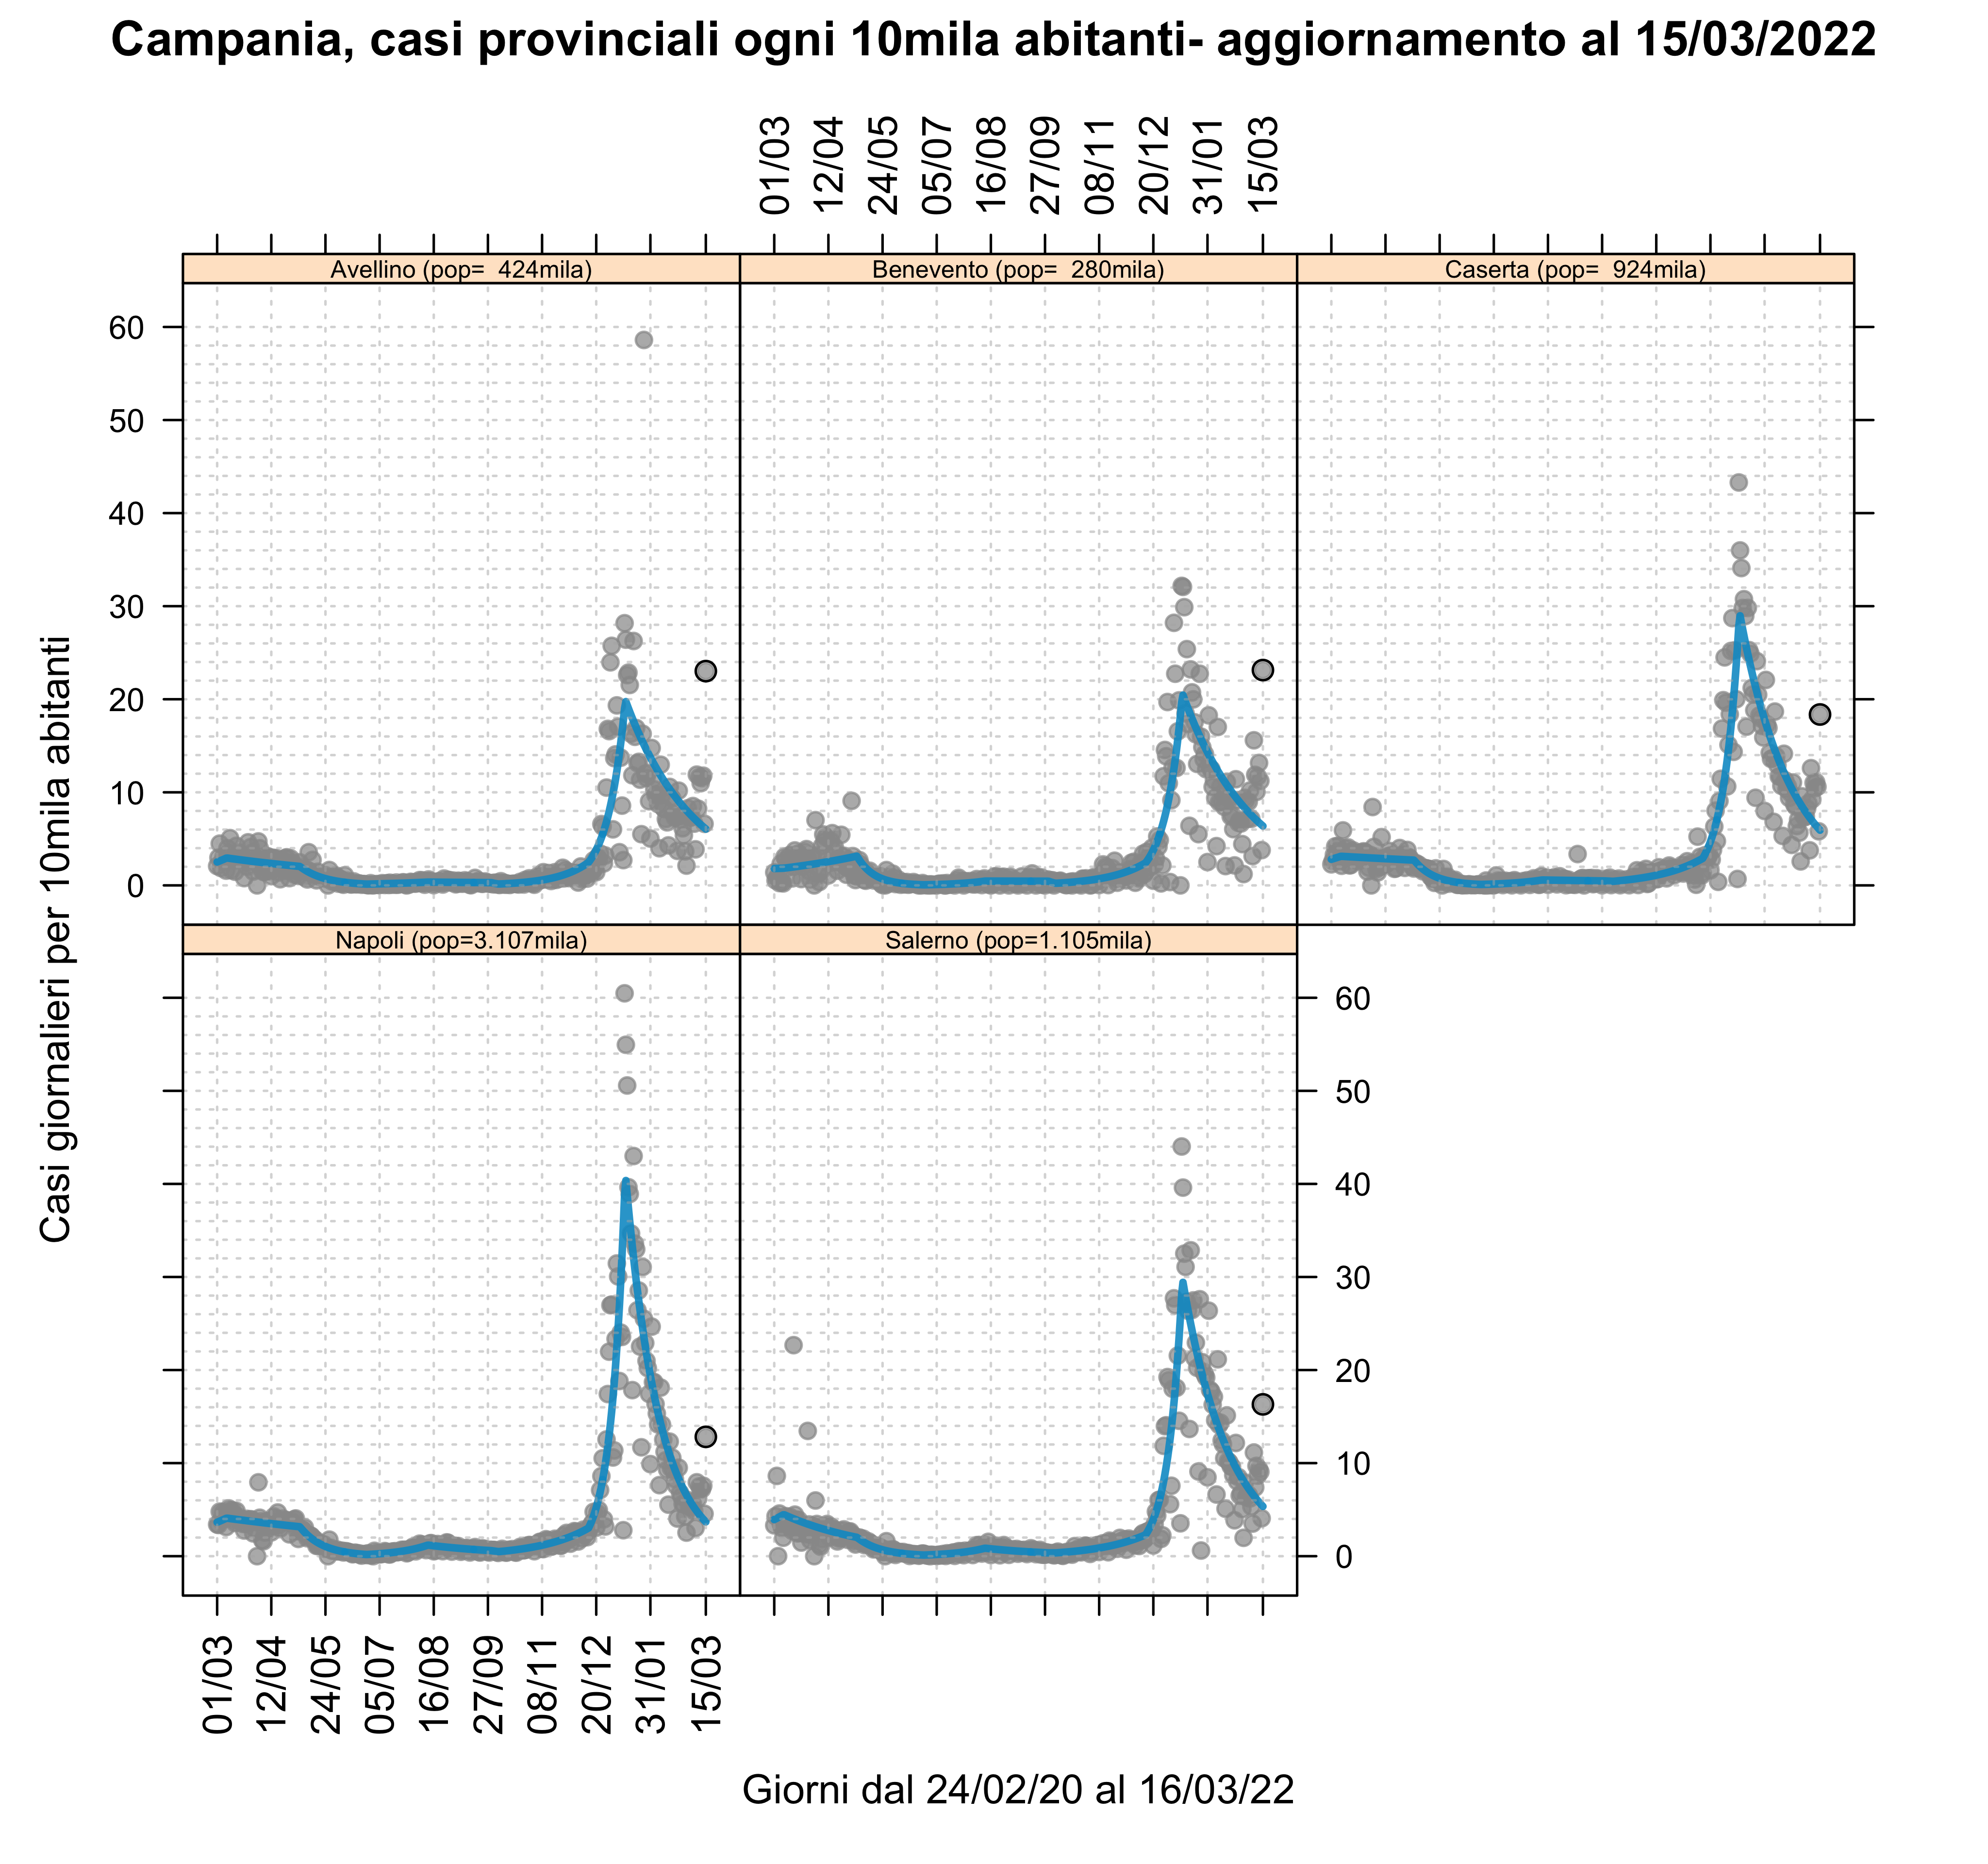 Campania, casi provinciali ogni 10mila abitanti- aggiornamento al 15/03/2022
01/03 12/04 24/05 05/07 16/08 27/09 08/11 20/12 31/01 15/03
Avellino (pop= 424mila)
Benevento (pop= 280mila)
Caserta (pop= 924mila)
60
50
40
30
20
10
0
Casi giornalieri per 10mila abitanti
Napoli (pop=3.107mila)
Salerno (pop=1.105mila)
60
50
40
30
20
10
0
01/03 12/04 24/05 05/07 16/08 27/09 08/11 20/12 31/01 15/03
Giorni dal 24/02/20 al 16/03/22